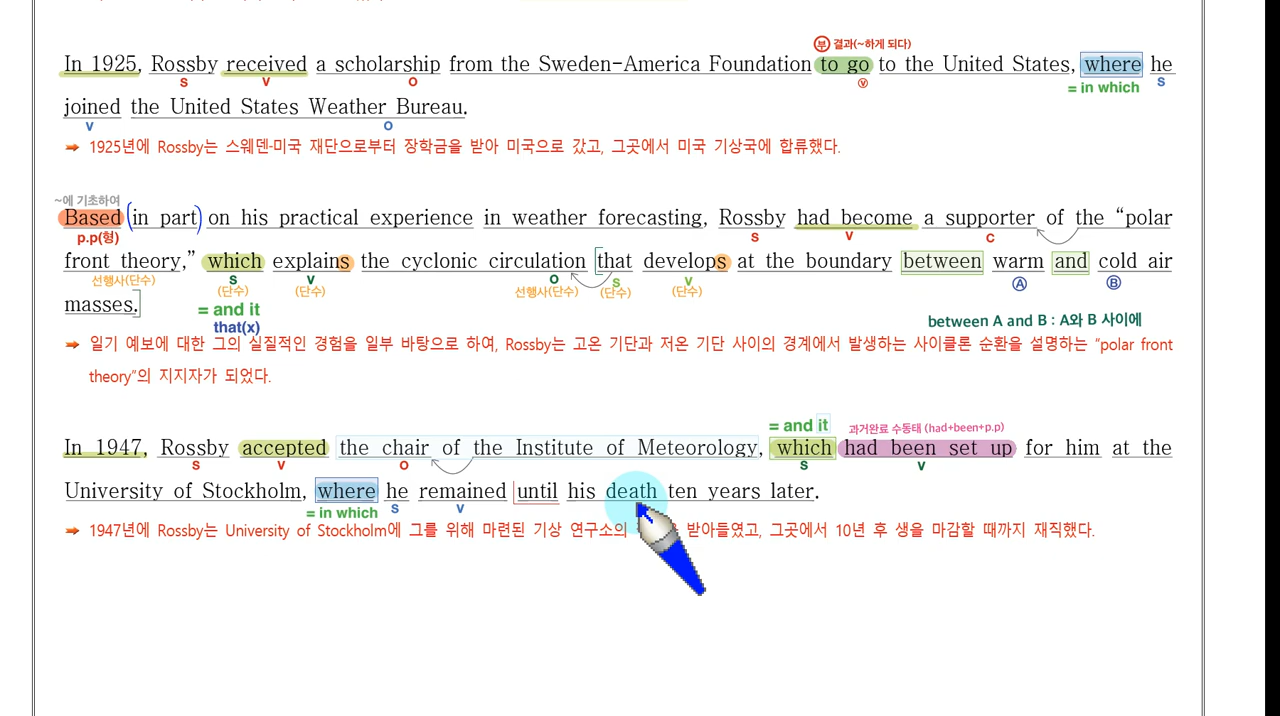 부 결과(~하게 되다)
In 1925, Rossby received a scholarship from the Sweden-America Foundation to go to the United States, where he
S V O ⓥ = in which S
joined the United States Weather Bureau.
V O
➡ 1925년에 Rossby는 스웨덴-미국 재단으로부터 장학금을 받아 미국으로 갔고, 그곳에서 미국 기상국에 합류했다.
~에 기초하여
Based (in part) on his practical experience in weather forecasting, Rossby had become a supporter of the “polar
p.p(형) S V C
front theory,” which explains the cyclonic circulation that develops at the boundary between warm and cold air
선행사(단수) S V O S V Ⓐ Ⓑ
(단수) (단수) 선행사(단수) (단수) (단수)
masses.] = and it
that(x) between A and B : A와 B 사이에
➡ 일기 예보에 대한 그의 실질적인 경험을 일부 바탕으로 하여, Rossby는 고온 기단과 저온 기단 사이의 경계에서 발생하는 사이클론 순환을 설명하는 “polar front
theory”의 지지자가 되었다.
= and it 과거완료 수동태 (had+been+p.p)
In 1947, Rossby accepted the chair of the Institute of Meteorology, which had been set up for him at the
S V O S V
University of Stockholm, where he remained until his death ten years later.
= in which S V
➡ 1947년에 Rossby는 University of Stockholm에 그를 위해 마련된 기상 연구소의 받아들였고, 그곳에서 10년 후 생을 마감할 때까지 재직했다.